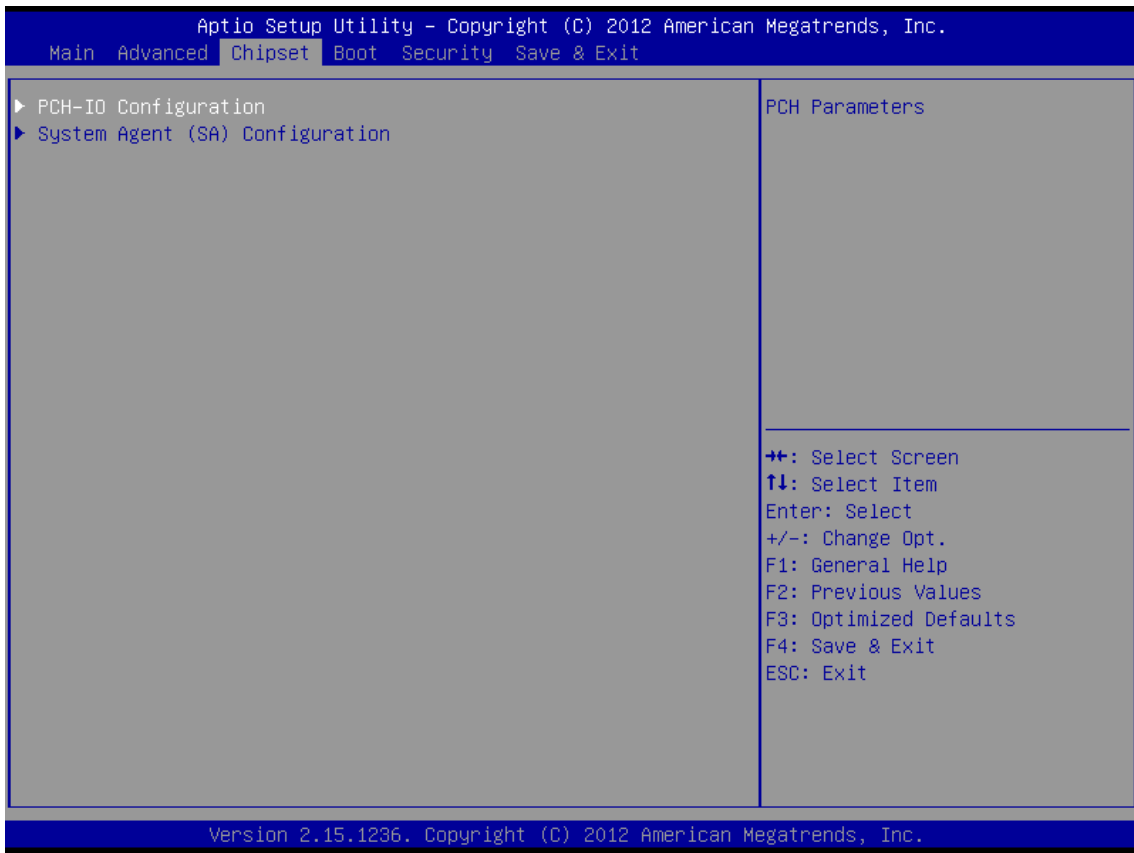 Aptio Setup Utility – Copyright (C) 2012 American Megatrends, Inc.
Main Advanced Chipset Boot Security Save & Exit
▶ PCH-IO Configuration
▶ System Agent (SA) Configuration
PCH Parameters
→←: Select Screen
↑↓: Select Item
Enter: Select
+/-: Change Opt.
F1: General Help
F2: Previous Values
F3: Optimized Defaults
F4: Save & Exit
ESC: Exit
Version 2.15.1236. Copyright (C) 2012 American Megatrends, Inc.